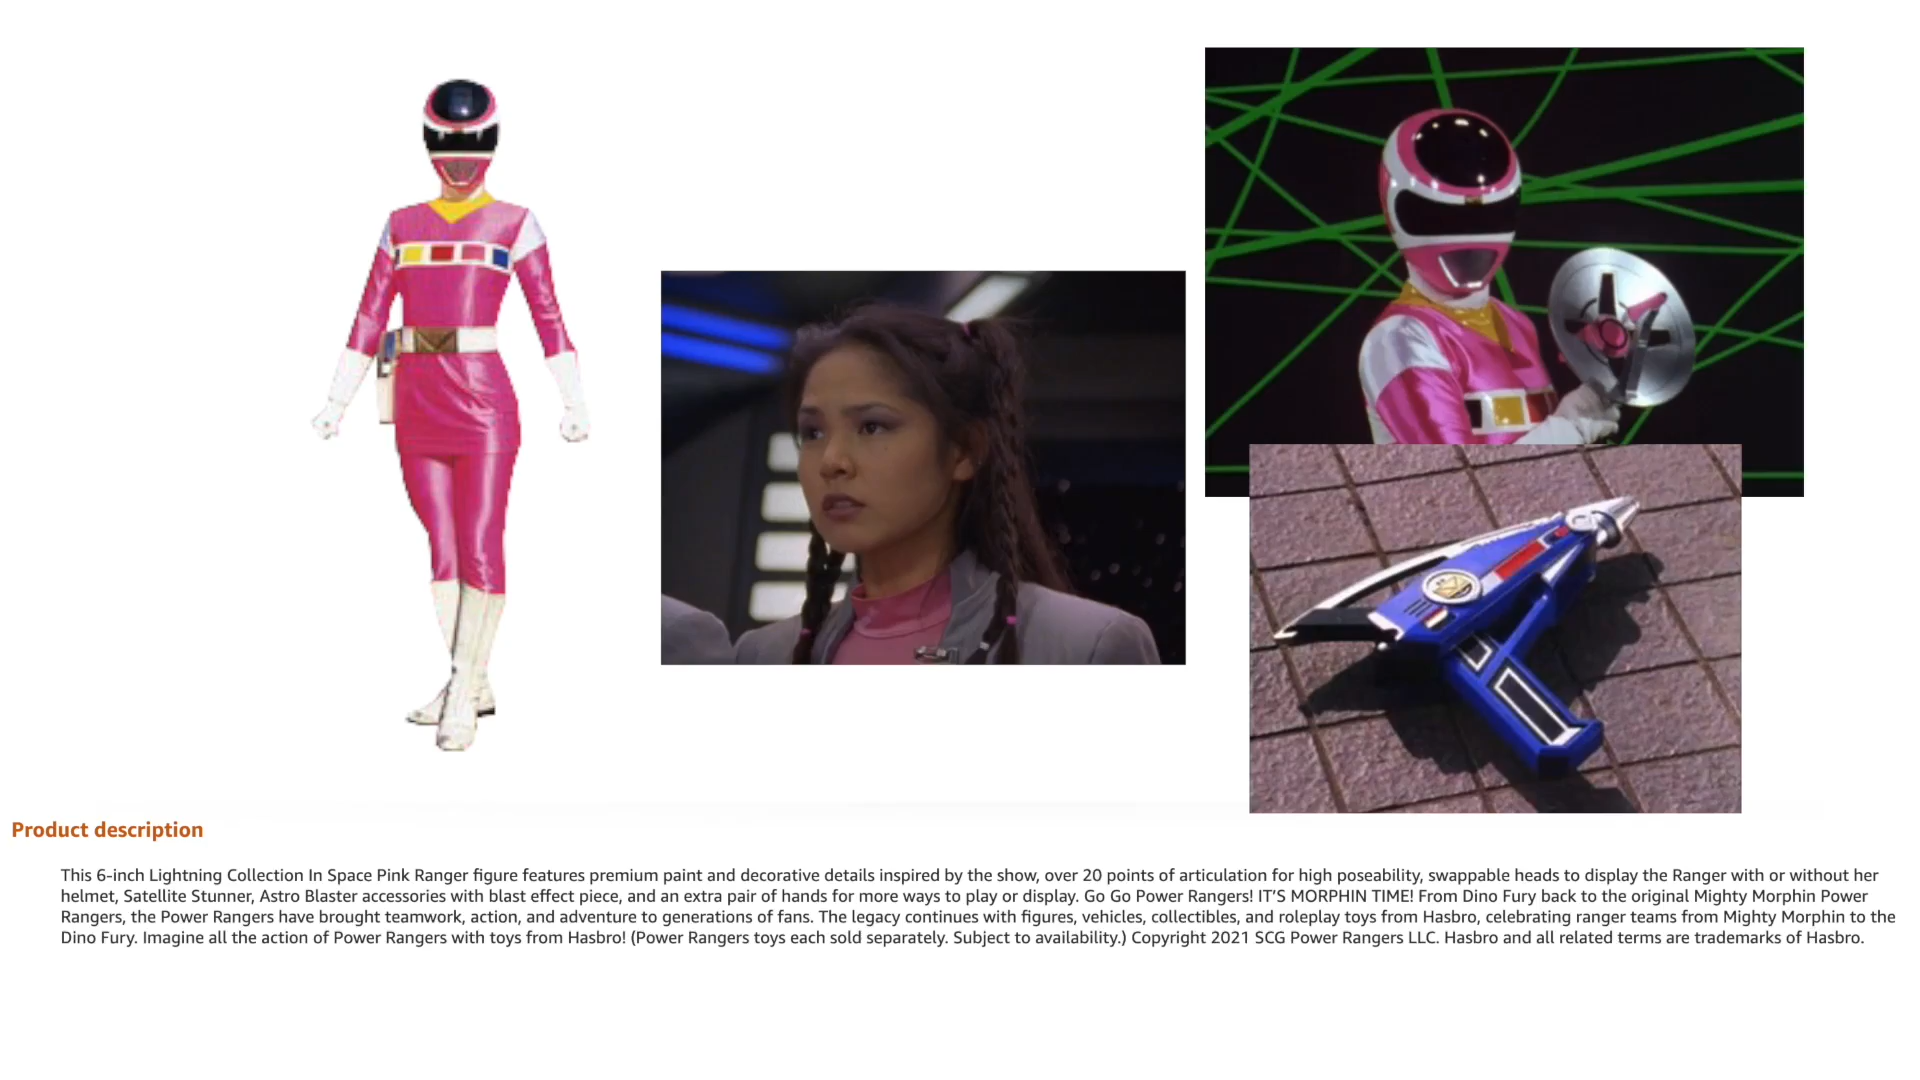 Product description
This 6-inch Lightning Collection In Space Pink Ranger figure features premium paint and decorative details inspired by the show, over 20 points of articulation for high poseability, swappable heads to display the Ranger with or without her
helmet, Satellite Stunner, Astro Blaster accessories with blast effect piece, and an extra pair of hands for more ways to play or display. Go Go Power Rangers! IT’S MORPHIN TIME! From Dino Fury back to the original Mighty Morphin Power
Rangers, the Power Rangers have brought teamwork, action, and adventure to generations of fans. The legacy continues with figures, vehicles, collectibles, and roleplay toys from Hasbro, celebrating ranger teams from Mighty Morphin to the
Dino Fury. Imagine all the action of Power Rangers with toys from Hasbro! (Power Rangers toys each sold separately. Subject to availability.) Copyright 2021 SCG Power Rangers LLC. Hasbro and all related terms are trademarks of Hasbro.